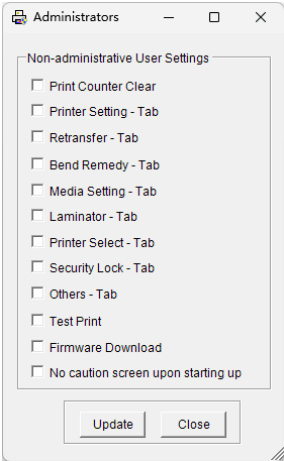 Administrators
Non-administrative User Settings
Print Counter Clear
Printer Setting - Tab
Retransfer - Tab
Bend Remedy - Tab
Media Setting - Tab
Laminator - Tab
Printer Select - Tab
Security Lock - Tab
Others - Tab
Test Print
Firmware Download
No caution screen upon starting up
Update Close